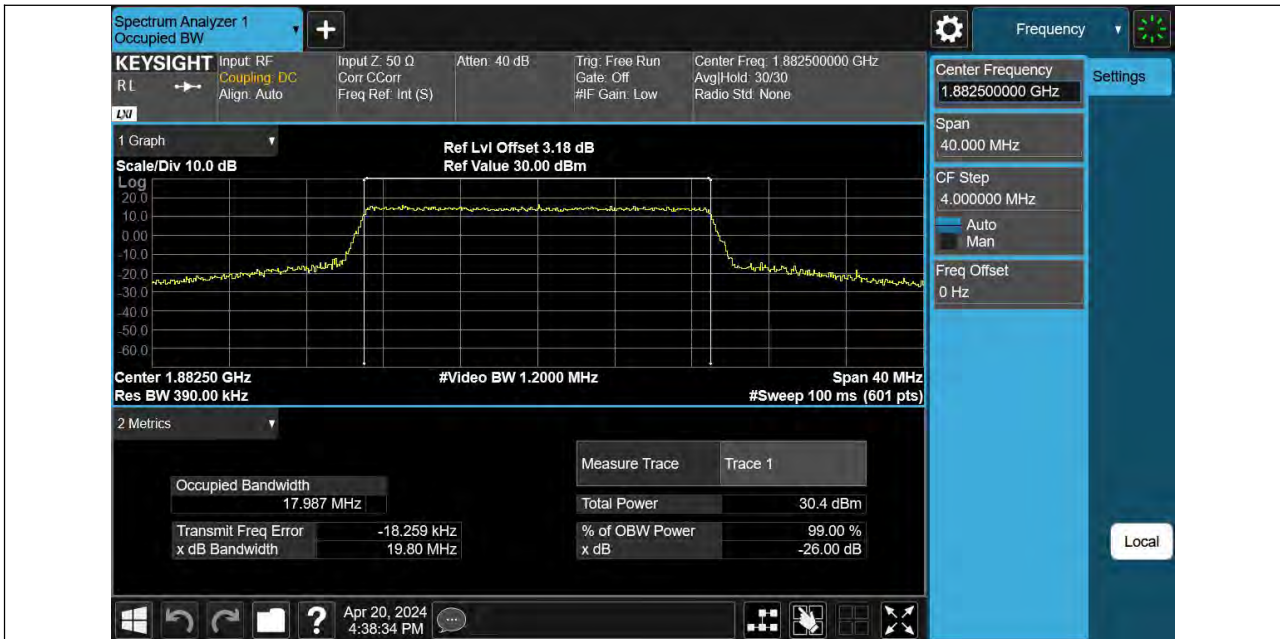 Spectrum Analyzer 1
Occupied BW
+
Frequency
KEYSIGHT
RL
LXI
Input: RF
Coupling: DC
Align: Auto
Input Z: 50 Ω
Corr CCorr
Freq Ref: Int (S)
Atten: 40 dB
Trig: Free Run
Gate: Off
#IF Gain: Low
Center Freq: 1.882500000 GHz
Avg|Hold: 30/30
Radio Std: None
Center Frequency
1.882500000 GHz
Settings
Span
40.000 MHz
CF Step
4.000000 MHz
Auto
Man
Freq Offset
0 Hz
Local
1 Graph
Scale/Div 10.0 dB
Ref Lvl Offset 3.18 dB
Ref Value 30.00 dBm
Log
20.0
10.0
0.00
-10.0
-20.0
-30.0
-40.0
-50.0
-60.0
Center 1.88250 GHz
#Video BW 1.2000 MHz
Span 40 MHz
Res BW 390.00 kHz
#Sweep 100 ms (601 pts)
2 Metrics
Measure Trace Trace 1
Occupied Bandwidth
17.987 MHz
Total Power 30.4 dBm
Transmit Freq Error -18.259 kHz
% of OBW Power 99.00 %
x dB Bandwidth 19.80 MHz
x dB -26.00 dB
?
Apr 20, 2024
4:38:34 PM